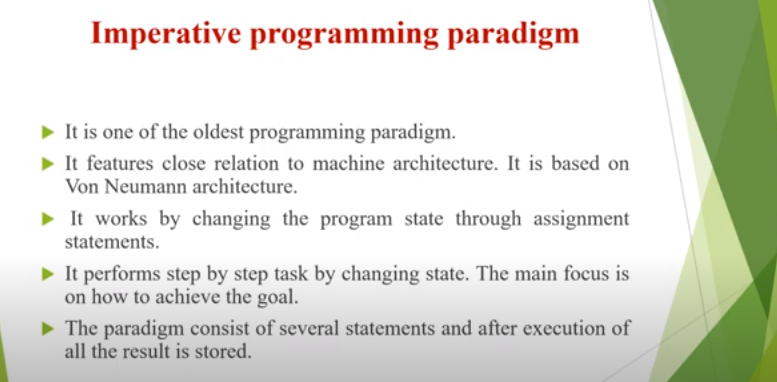 Imperative programming paradigm
It is one of the oldest programming paradigm.
It features close relation to machine architecture. It is based on
Von Neumann architecture.
It works by changing the program state through assignment
statements.
It performs step by step task by changing state. The main focus is
on how to achieve the goal.
The paradigm consist of several statements and after execution of
all the result is stored.